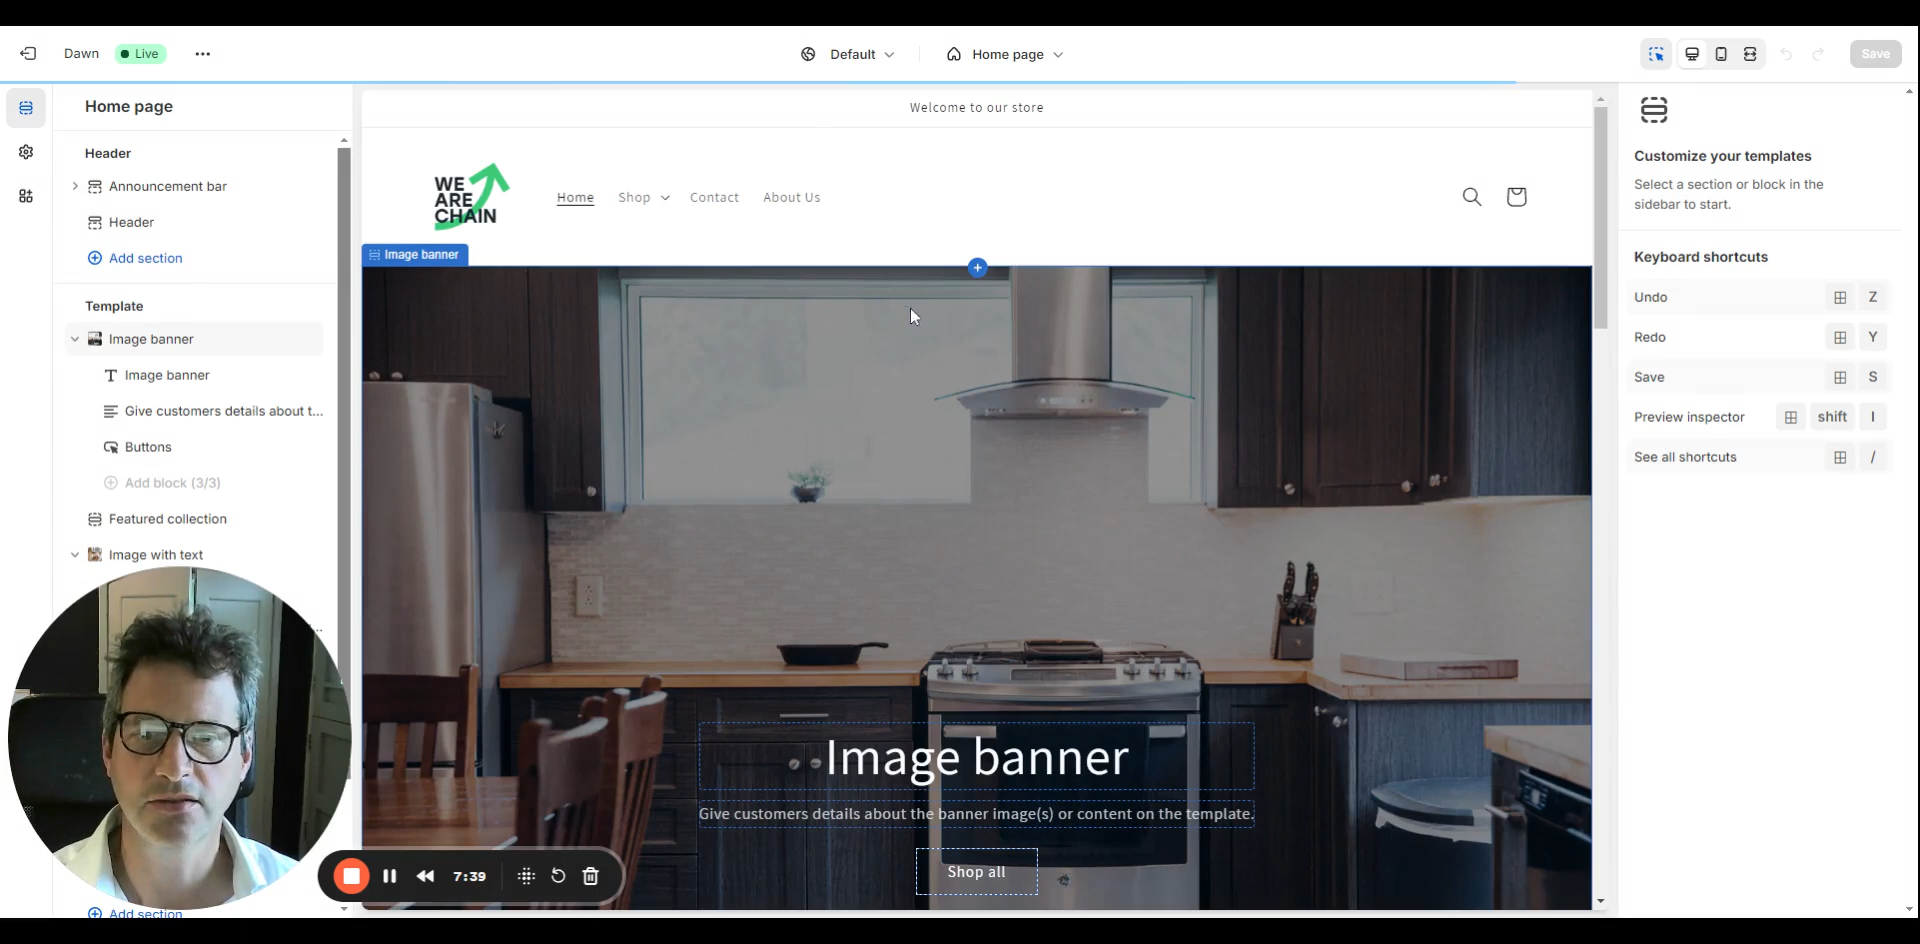 Dawn
Live
Default
Home page
Save
Home page
Header
Announcement bar
Header
Add section
Template
Image banner
Image banner
Give customers details about t...
Buttons
Add block (3/3)
Featured collection
Image with text
...
Add section
Welcome to our store
WE
ARE
CHAIN
Home
Shop
Contact
About Us
Image banner
Image banner
Give customers details about the banner image(s) or content on the template.
Shop all
7:39
Customize your templates
Select a section or block in the
sidebar to start.
Keyboard shortcuts
Undo Z
Redo Y
Save S
Preview inspector shift I
See all shortcuts /